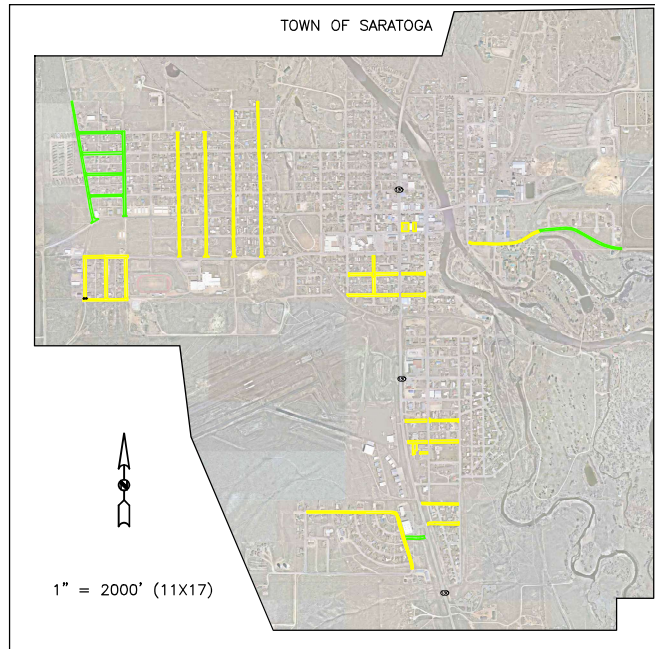 TOWN OF SARATOGA
1" = 2000' (11X17)